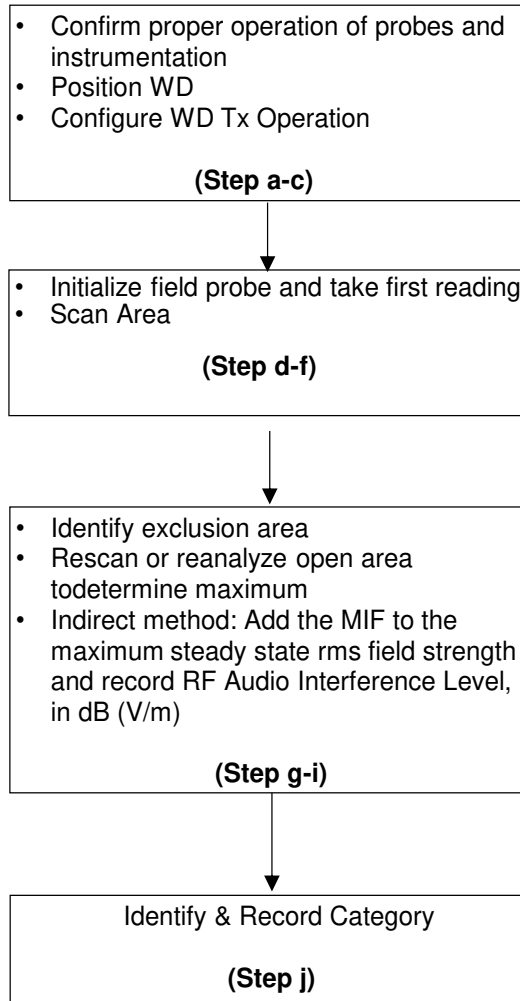 • Confirm proper operation of probes and
instrumentation
• Position WD
• Configure WD Tx Operation
(Step a-c)
• Initialize field probe and take first reading
• Scan Area
(Step d-f)
• Identify exclusion area
• Rescan or reanalyze open area
todetermine maximum
• Indirect method: Add the MIF to the
maximum steady state rms field strength
and record RF Audio Interference Level,
in dB (V/m)
(Step g-i)
Identify & Record Category
(Step j)